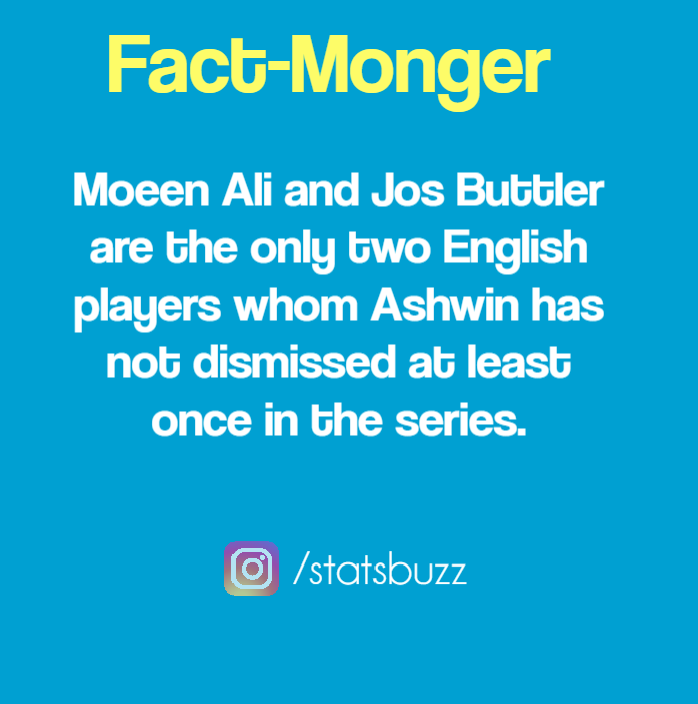 Fact-Monger
Moeen Ali and Jos Buttler
are the only two English
players whom Ashwin has
not dismissed at least
once in the series.
/statsbuzz